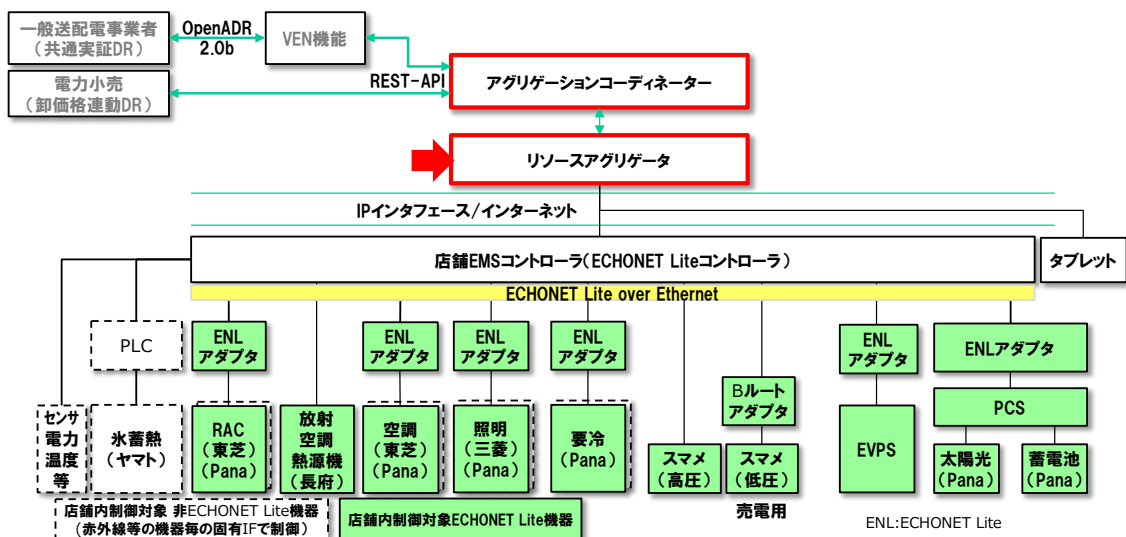 一般送配電事業者
（共通実証DR）
OpenADR
2.0b
VEN機能
電力小売
（卸価格連動DR）
REST-API
アグリゲーションコーディネーター
リソースアグリゲータ
IPインタフェース/インターネット
店舗EMSコントローラ(ECHONET Liteコントローラ)
タブレット
ECHONET Lite over Ethernet
PLC
ENL
アダプタ
ENL
アダプタ
ENL
アダプタ
ENL
アダプタ
ENL
アダプタ
ENLアダプタ
Bルート
アダプタ
PCS
センサ
電力
温度
等
氷蓄熱
(ヤマト)
RAC
(東芝)
(Pana)
放射
空調
熱源機
(長府)
空調
(東芝)
(Pana)
照明
(三菱)
(Pana)
要冷
(Pana)
スマメ
(高圧)
スマメ
(低圧)
売電用
EVPS
太陽光
(Pana)
蓄電池
(Pana)
店舗内制御対象 非ECHONET Lite機器
(赤外線等の機器毎の固有IFで制御)
店舗内制御対象ECHONET Lite機器
ENL:ECHONET Lite